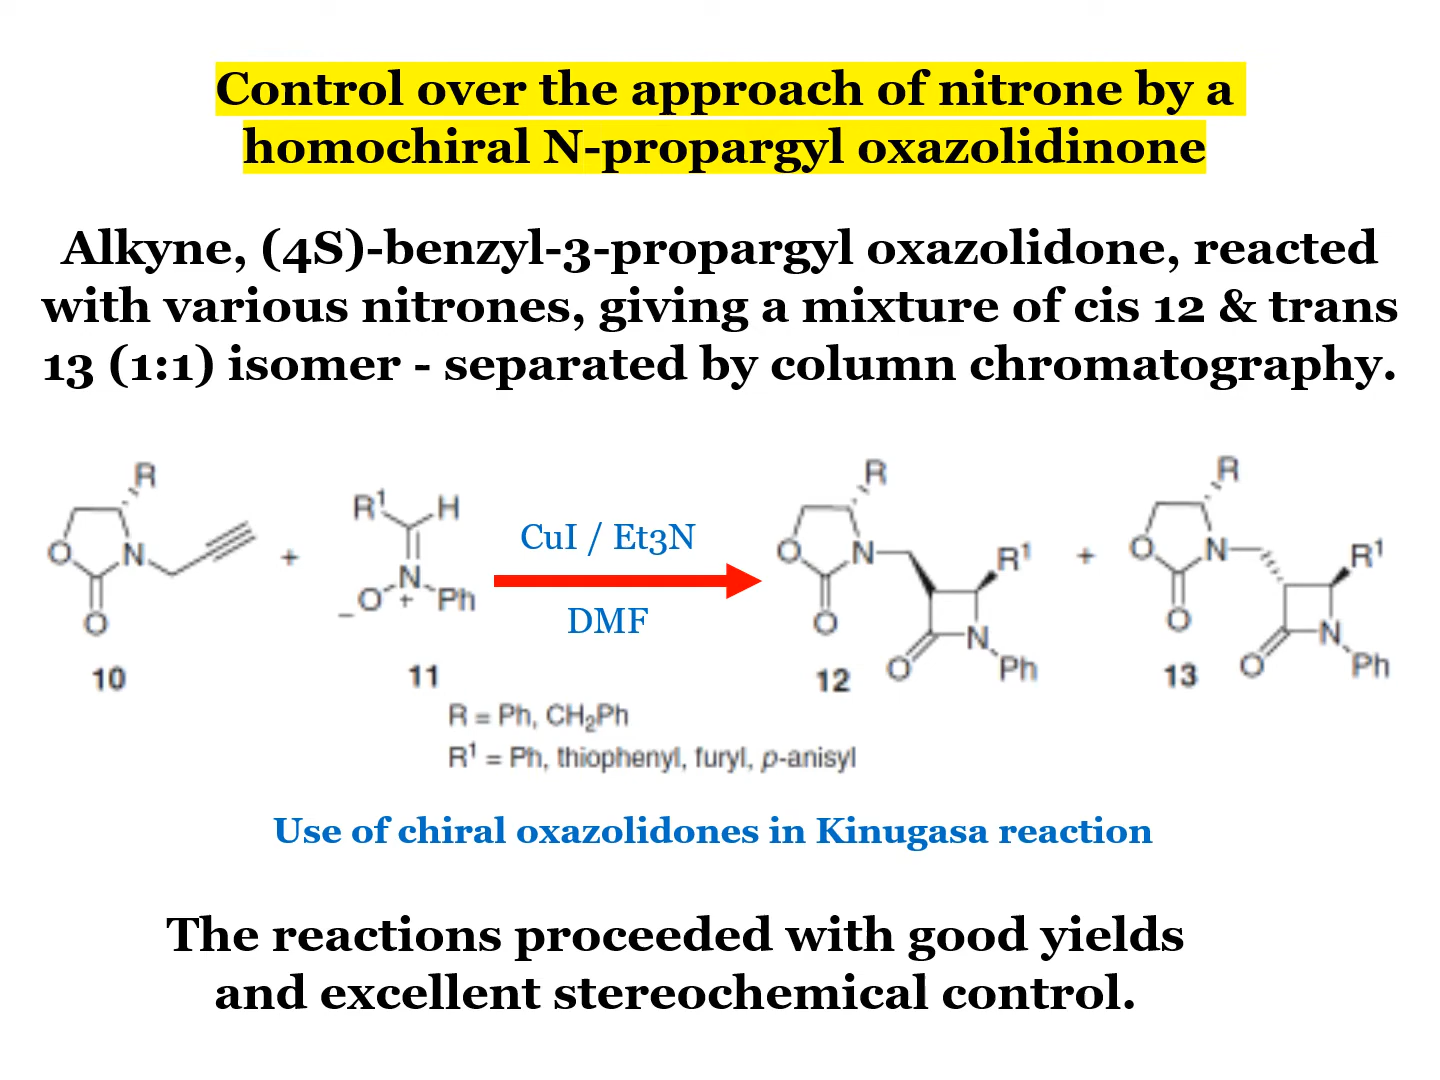 Control over the approach of nitrone by a
homochiral N-propargyl oxazolidinone
Alkyne, (4S)-benzyl-3-propargyl oxazolidone, reacted
with various nitrones, giving a mixture of cis 12 & trans
13 (1:1) isomer - separated by column chromatography.
R
O
N
O
10
+
R¹
H
N
+
O
−
Ph
11
CuI / Et3N
DMF
R
O
N
O
R¹
N
O
Ph
12
+
R
O
N
O
R¹
N
O
Ph
13
R = Ph, CH₂Ph
R¹ = Ph, thiophenyl, furyl, p-anisyl
Use of chiral oxazolidones in Kinugasa reaction
The reactions proceeded with good yields
and excellent stereochemical control.